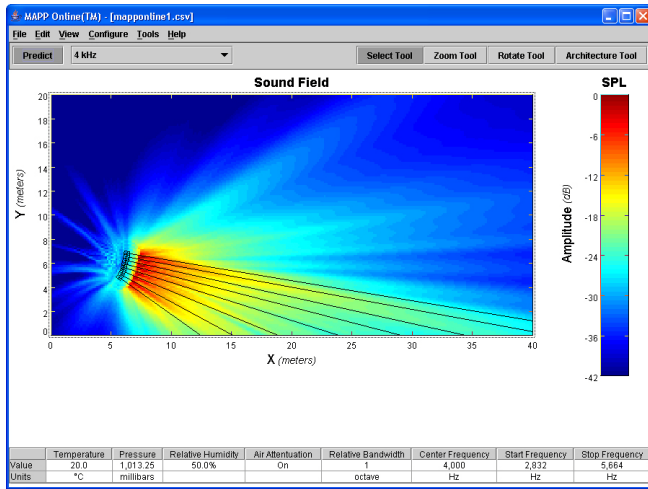 MAPP Online(TM) - [mapponline1.csv]
File Edit View Configure Tools Help
Predict 4 kHz Select Tool Zoom Tool Rotate Tool Architecture Tool
Sound Field
SPL
20
18
16
14
12
10
8
6
4
2
0
Y (meters)
0 5 10 15 20 25 30 35 40
X (meters)
Amplitude (dB)
0
-6
-12
-18
-24
-30
-36
-42
Temperature Pressure Relative Humidity Air Attentuation Relative Bandwidth Center Frequency Start Frequency Stop Frequency
Value 20.0 1,013.25 50.0% On 1 4,000 2,832 5,664
Units °C millibars octave Hz Hz Hz